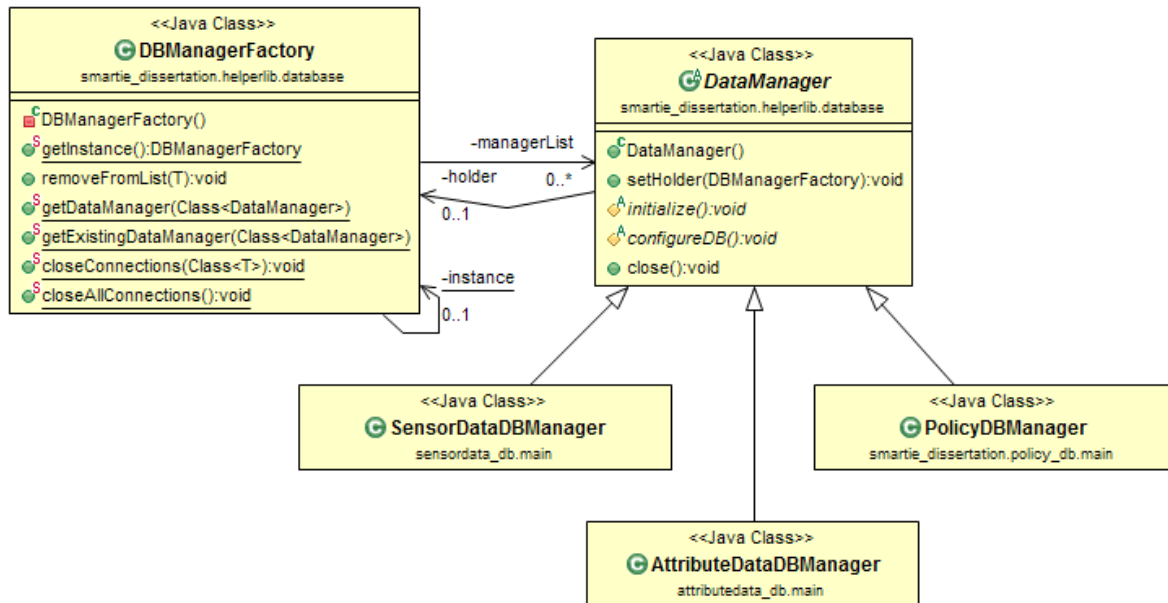 <<Java Class>>
DBManagerFactory
smartie_dissertation.helperlib.database
DBManagerFactory()
getInstance():DBManagerFactory
removeFromList(T):void
getDataManager(Class<DataManager>)
getExistingDataManager(Class<DataManager>)
closeConnections(Class<T>):void
closeAllConnections():void
-managerList
0..*
-holder
0..1
-instance
0..1
<<Java Class>>
DataManager
smartie_dissertation.helperlib.database
DataManager()
setHolder(DBManagerFactory):void
initialize():void
configureDB():void
close():void
<<Java Class>>
SensorDataDBManager
sensordata_db.main
<<Java Class>>
PolicyDBManager
smartie_dissertation.policy_db.main
<<Java Class>>
AttributeDataDBManager
attributedata_db.main